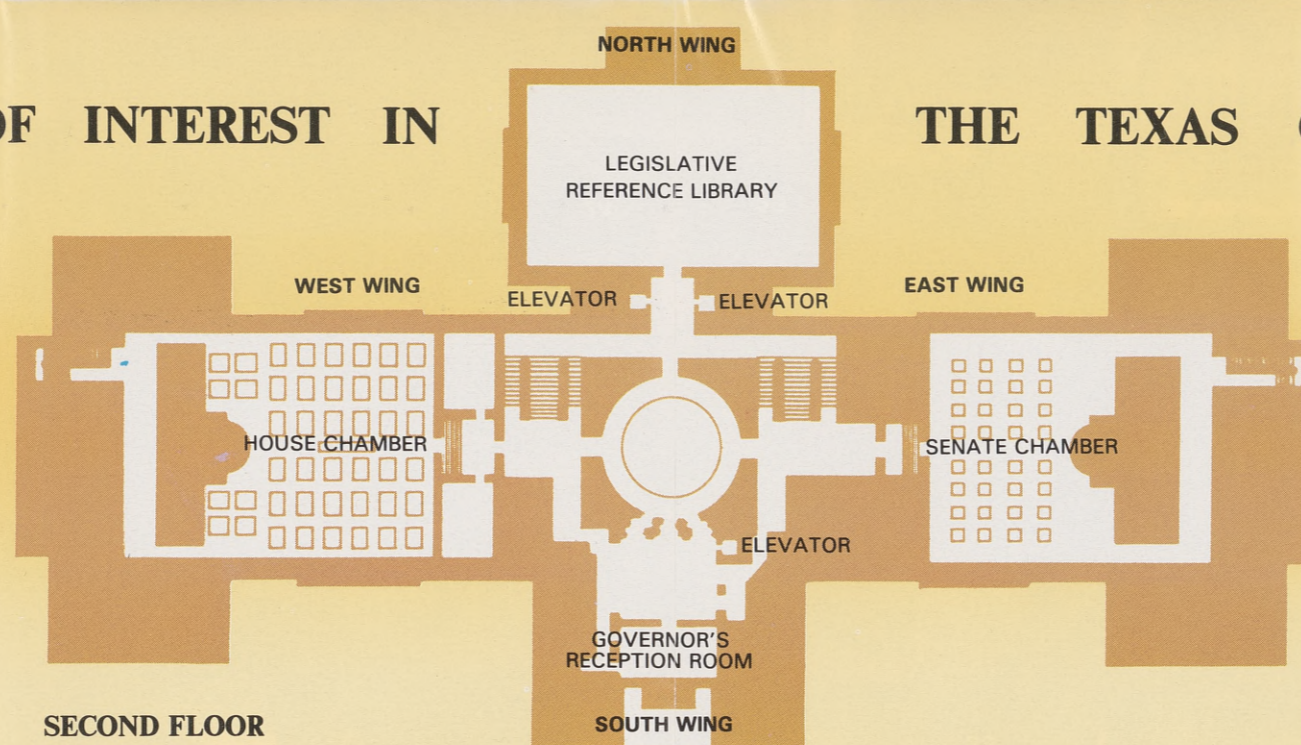 NORTH WING
OF INTEREST IN THE TEXAS
LEGISLATIVE
REFERENCE LIBRARY
WEST WING
EAST WING
ELEVATOR
ELEVATOR
HOUSE CHAMBER
SENATE CHAMBER
ELEVATOR
GOVERNOR'S
RECEPTION ROOM
SECOND FLOOR
SOUTH WING